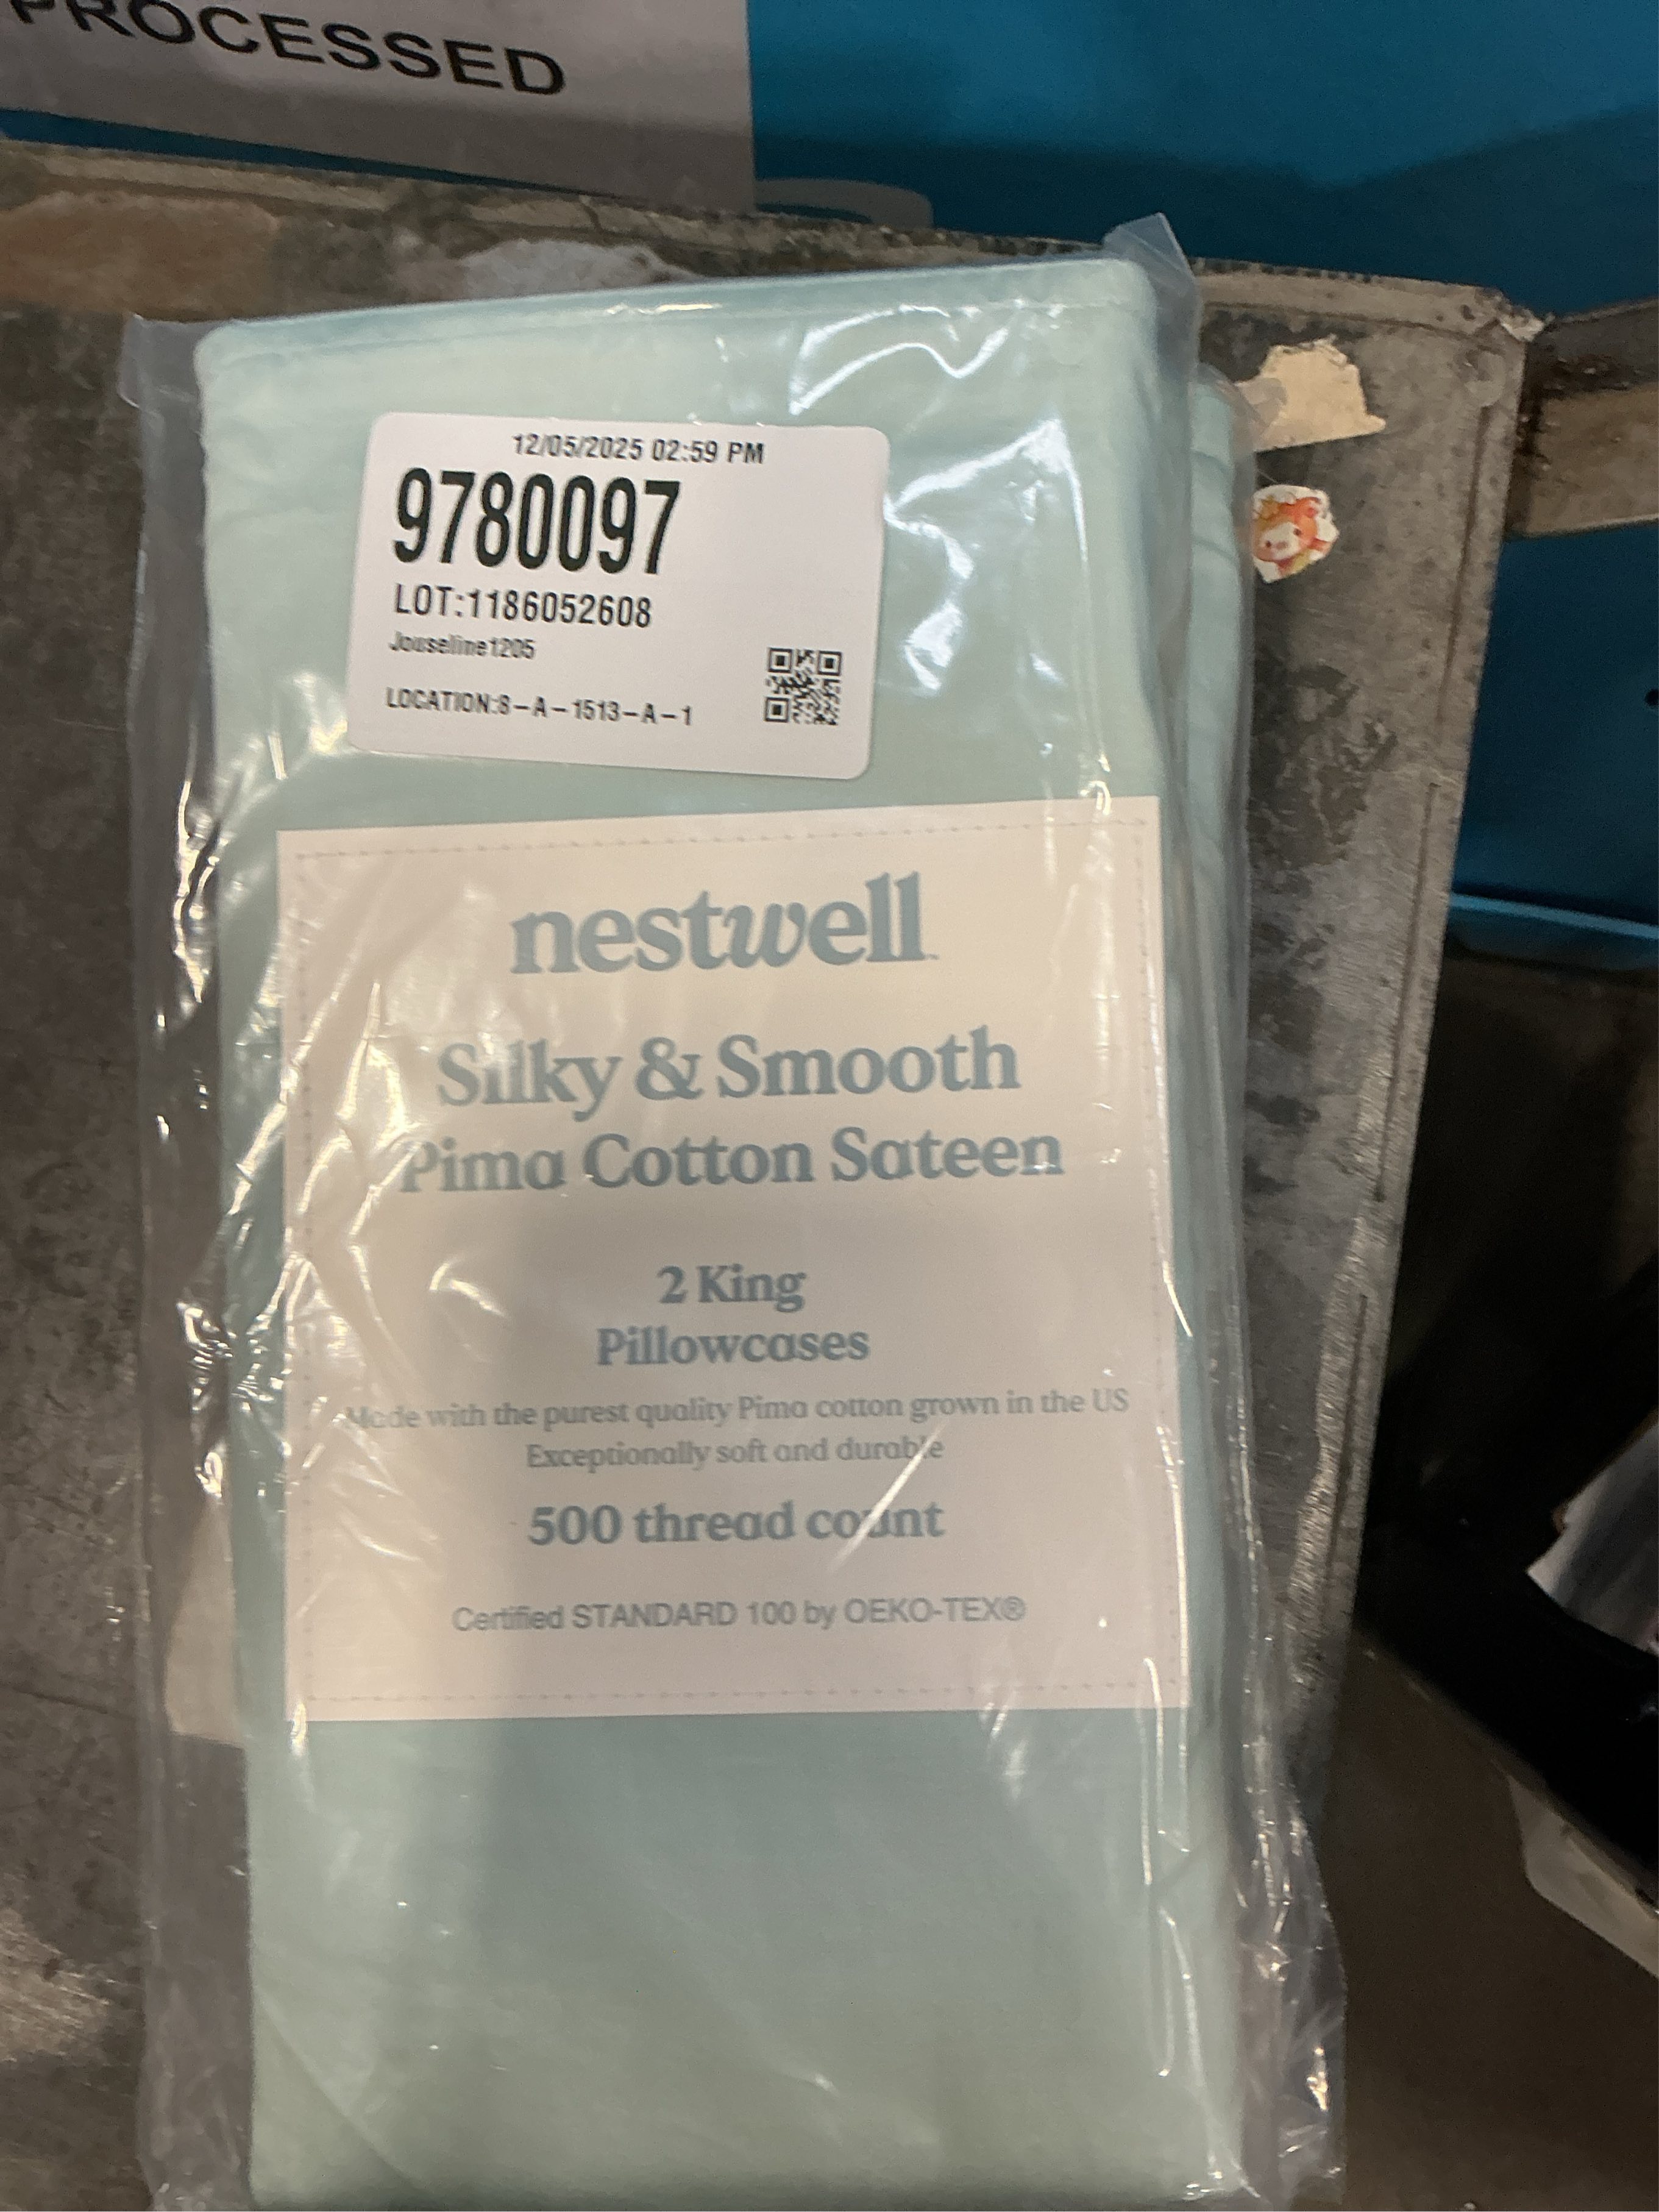 PROCESSED
12/05/2025 02:59 PM
9780097
LOT:1186052608
Jouseline1205
LOCATION:8-A-1513-A-1
nestwell
Silky & Smooth
Pima Cotton Sateen
2 King
Pillowcases
Made with the purest quality Pima cotton grown in the US
Exceptionally soft and durable
500 thread count
Certified STANDARD 100 by OEKO-TEX®